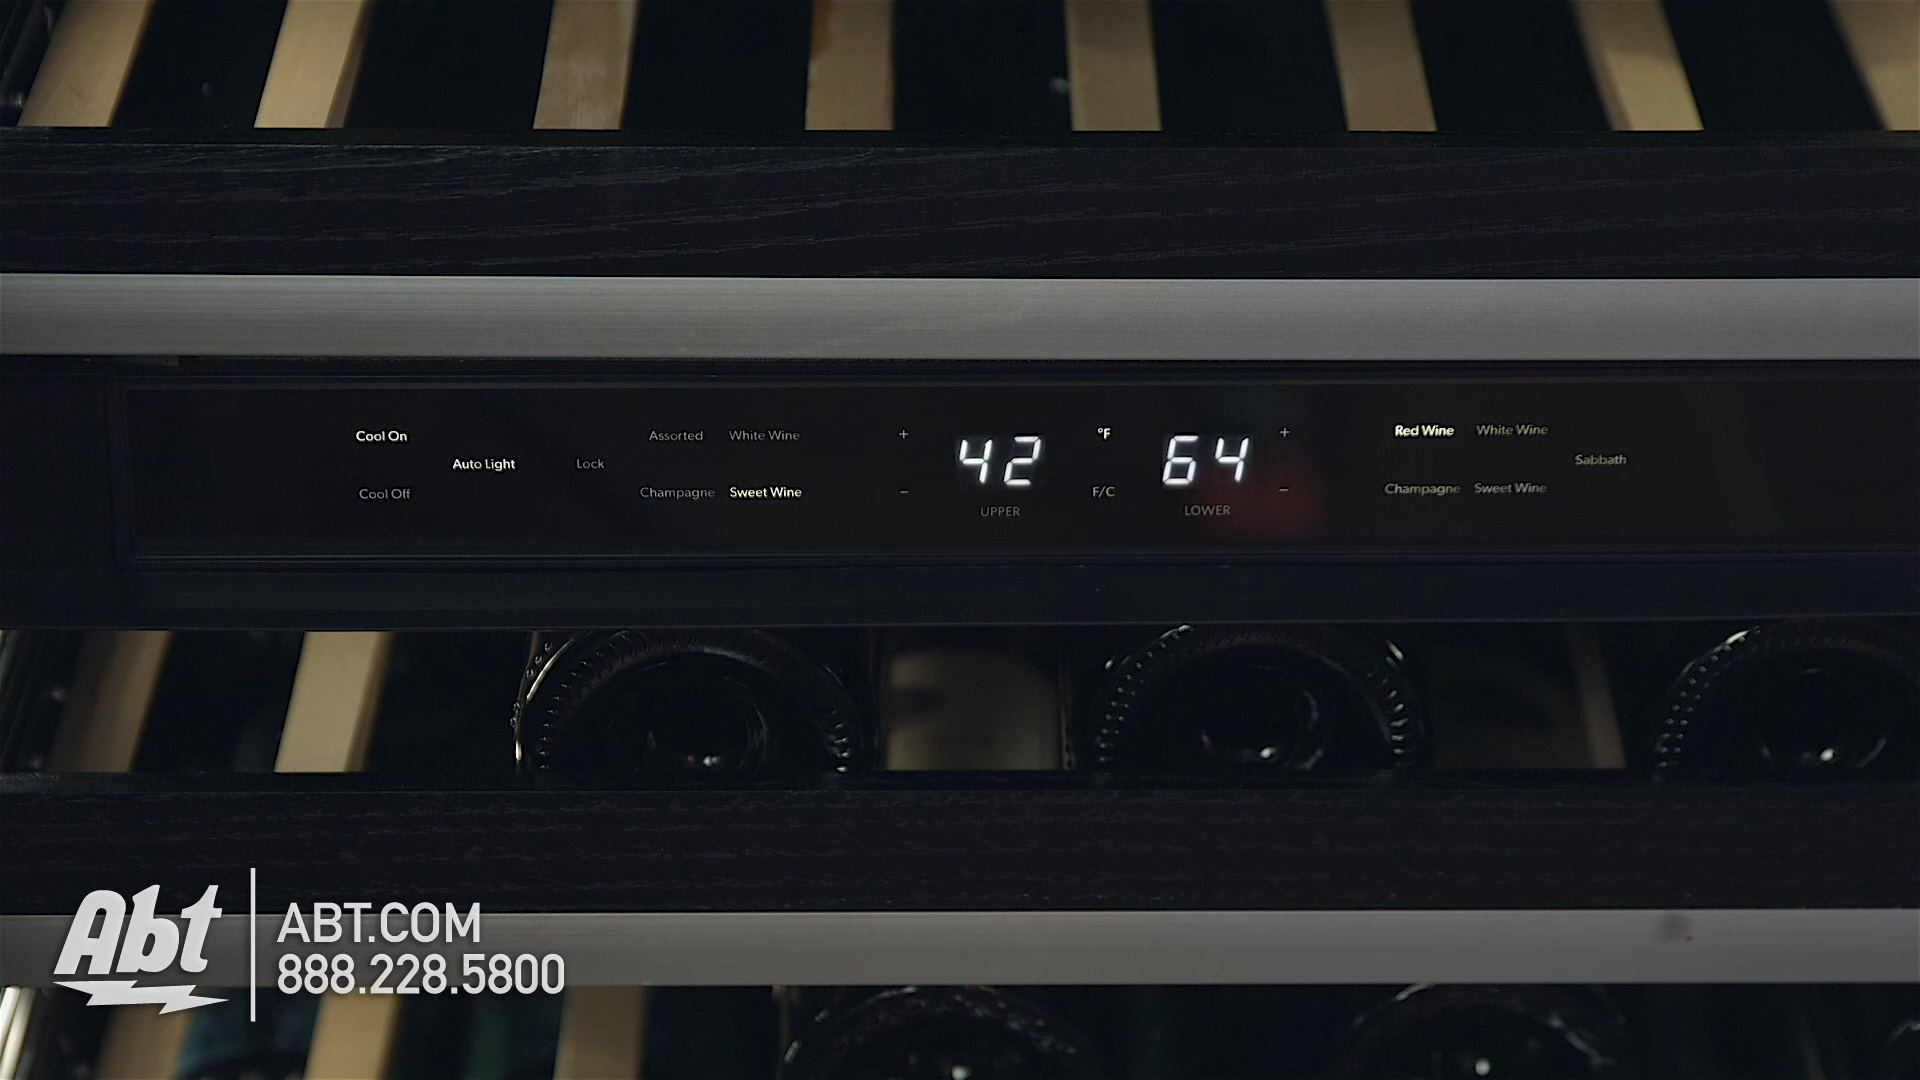 Cool On
Cool Off
Auto Light
Lock
Assorted White Wine
Champagne Sweet Wine
+
−
42
UPPER
°F
F/C
64
LOWER
+
−
Red Wine White Wine
Champagne Sweet Wine
Sabbath
Abt
ABT.COM
888.228.5800